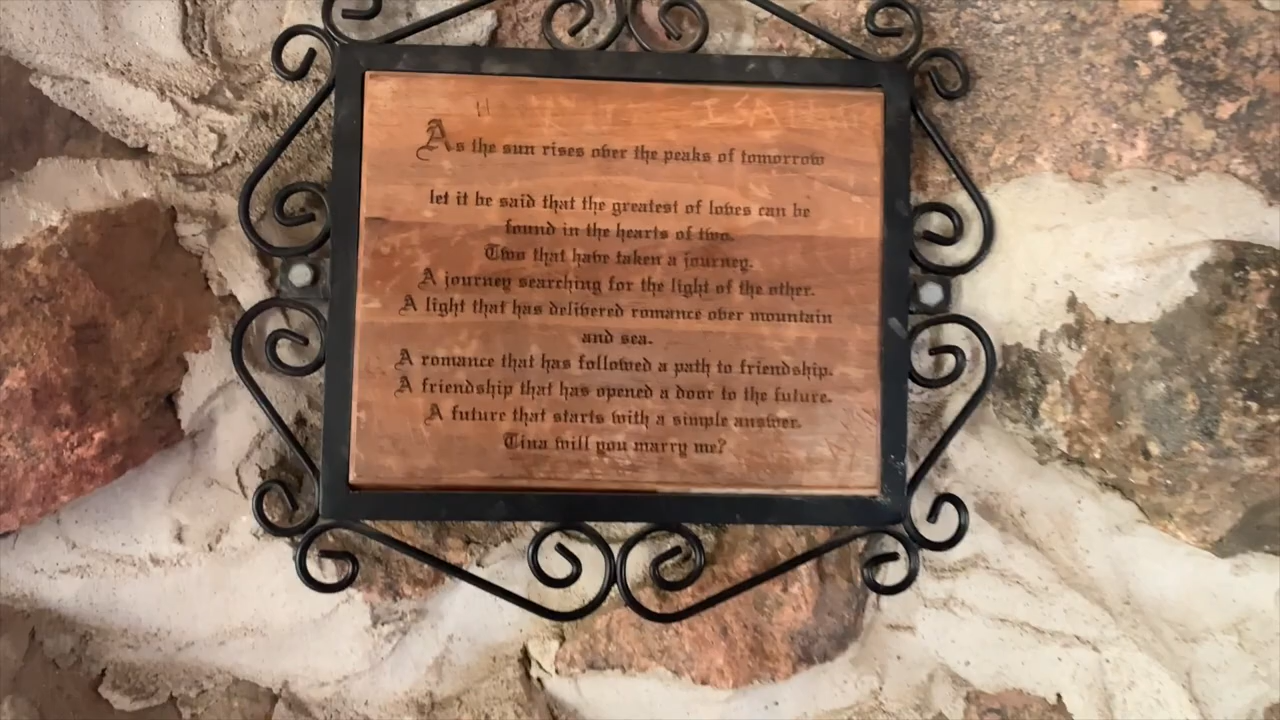 As the sun rises over the peaks of tomorrow
let it be said that the greatest of loves can be
found in the hearts of two.
Two that have taken a journey.
A journey searching for the light of the other.
A light that has delivered romance over mountain
and sea.
A romance that has followed a path to friendship.
A friendship that has opened a door to the future.
A future that starts with a simple answer.
Tina will you marry me?